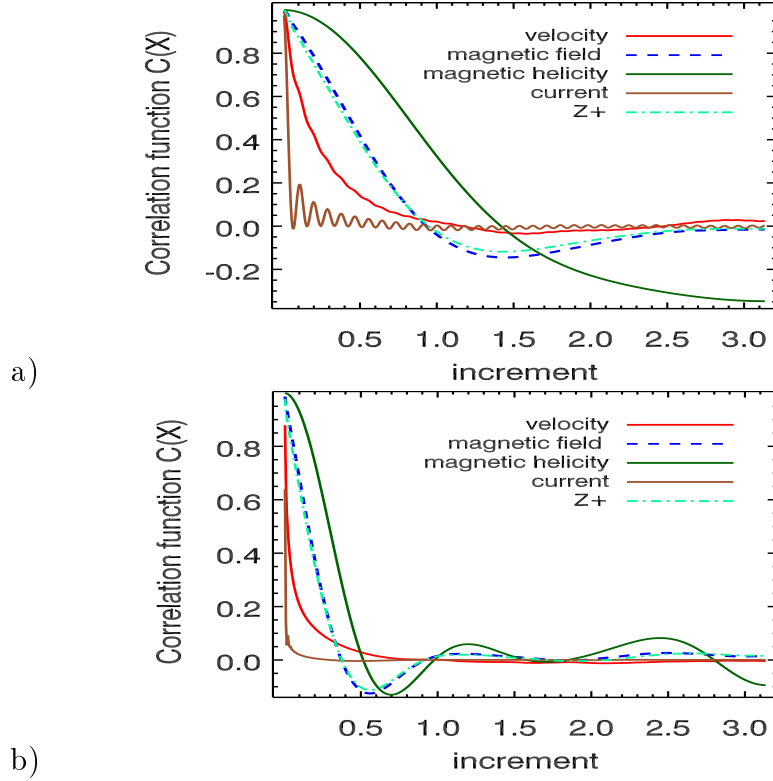 Correlation function C(X)
0.8
0.6
0.4
0.2
0.0
-0.2
velocity
magnetic field
magnetic helicity
current
Z+
0.5 1.0 1.5 2.0 2.5 3.0
increment
a)
Correlation function C(X)
0.8
0.6
0.4
0.2
0.0
velocity
magnetic field
magnetic helicity
current
Z+
0.5 1.0 1.5 2.0 2.5 3.0
increment
b)